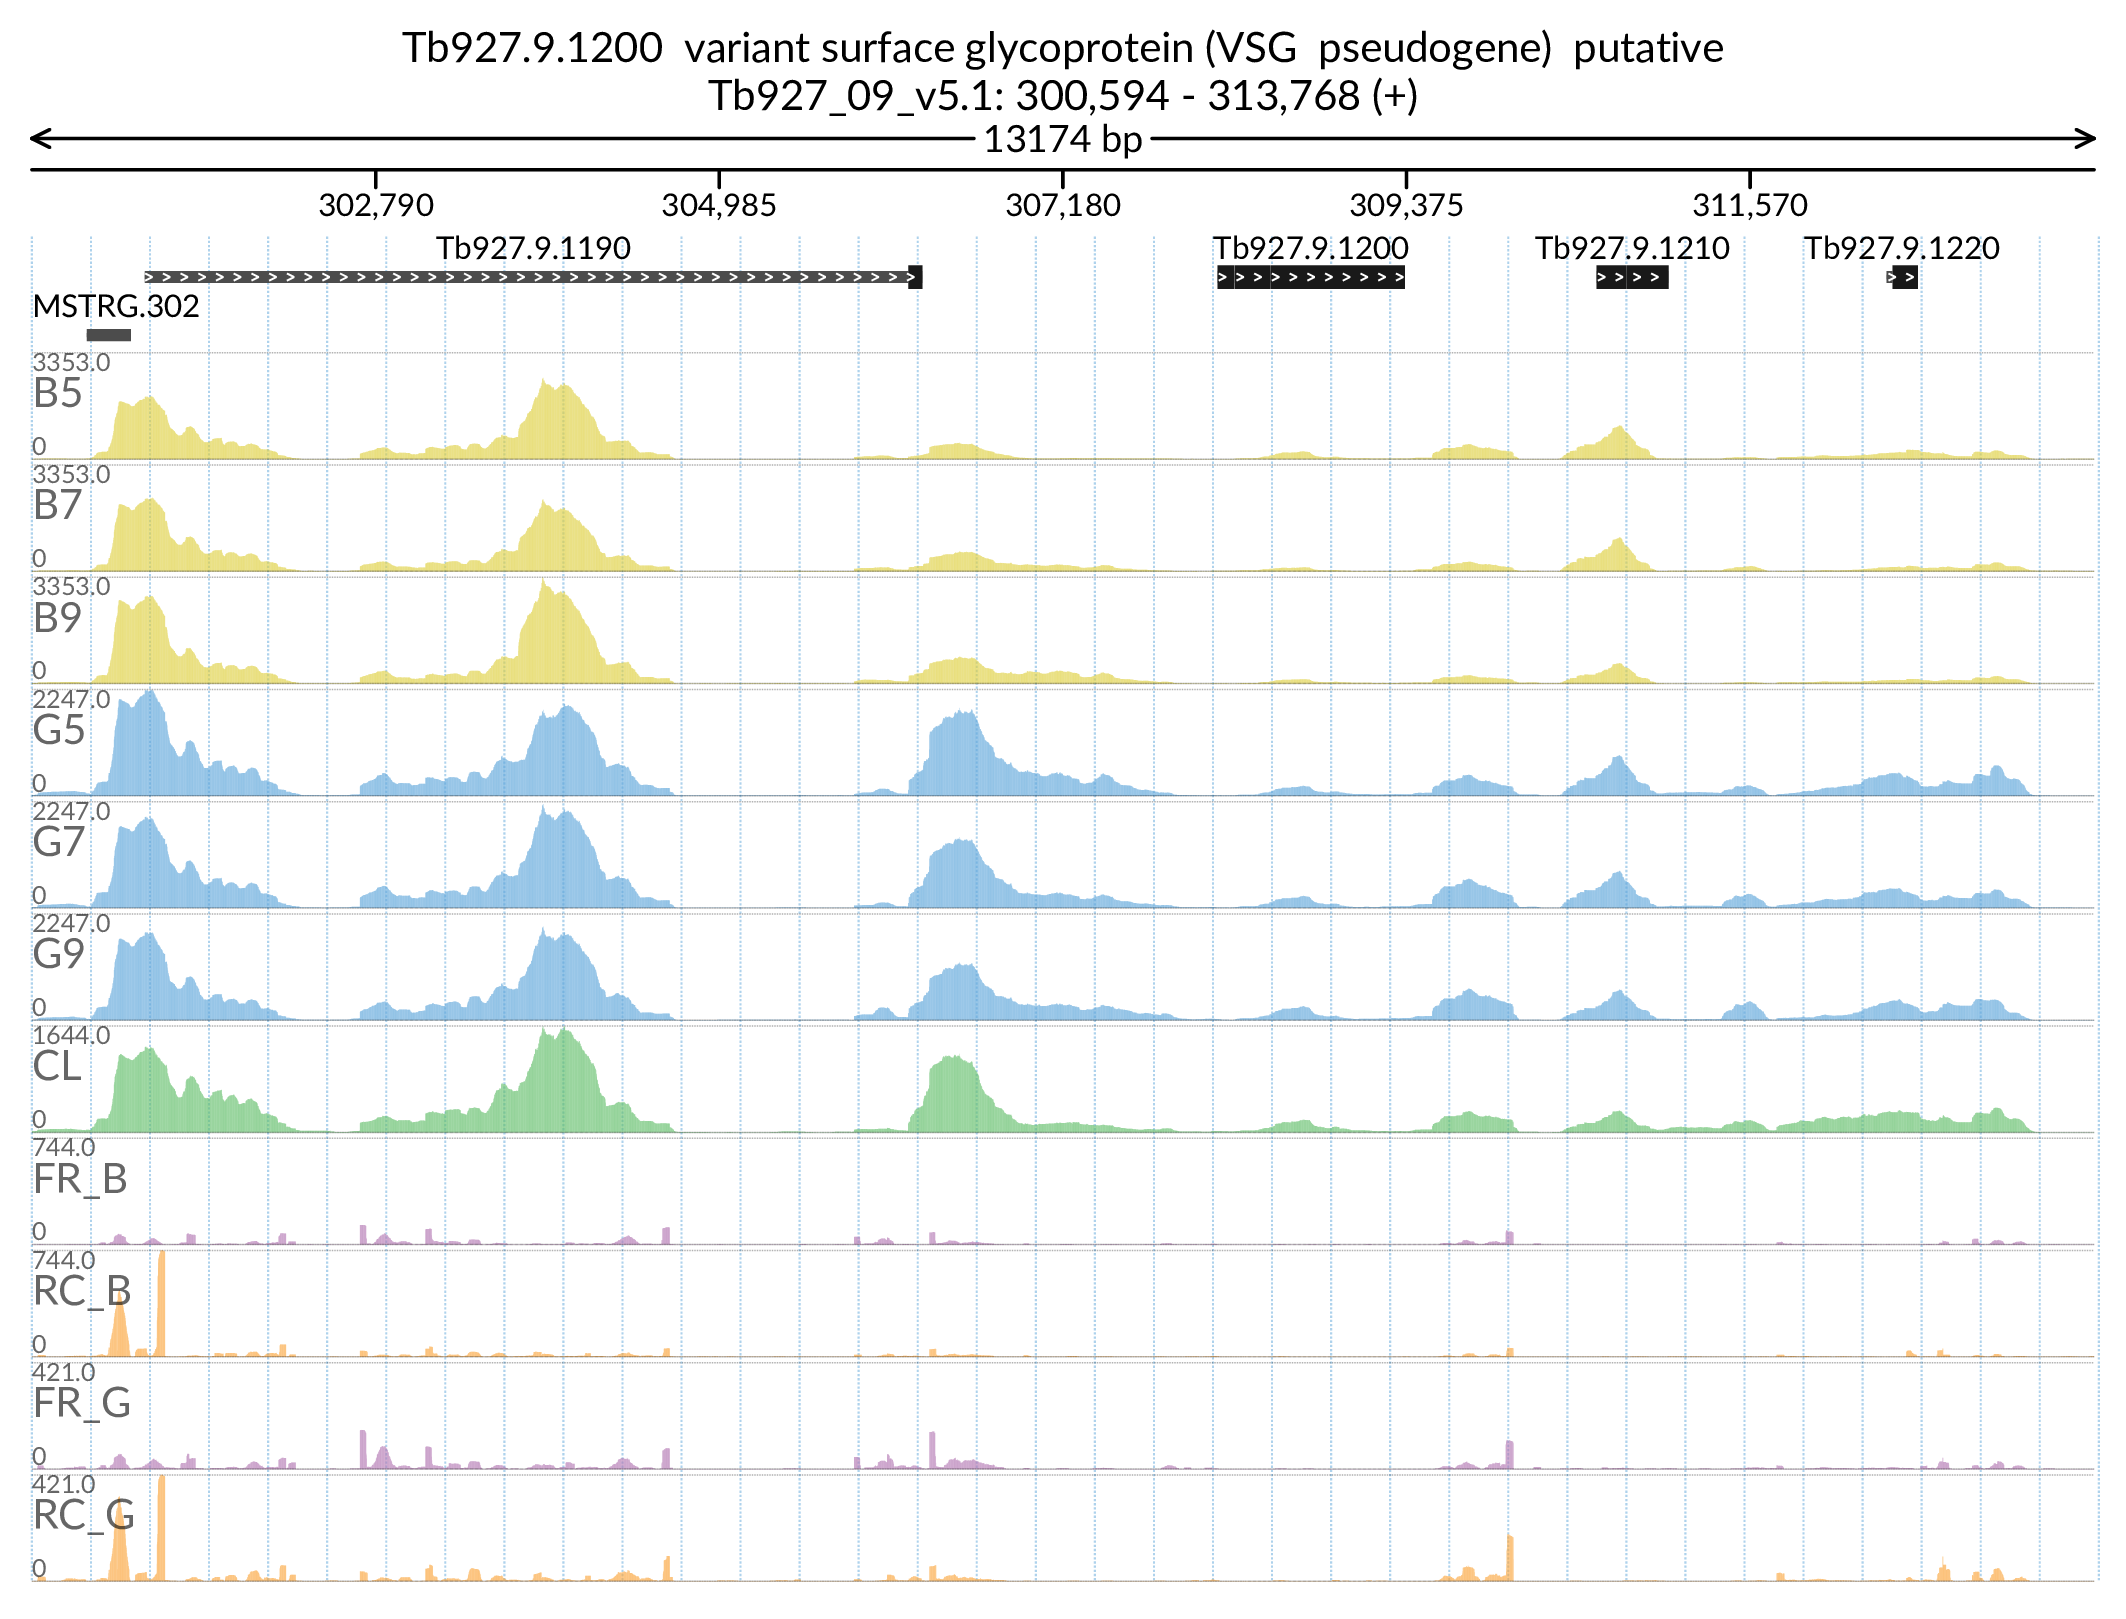 Tb927.9.1200  variant surface glycoprotein (VSG  pseudogene)  putative
Tb927_09_v5.1: 300,594 - 313,768 (+)
13174 bp
302,790 304,985 307,180 309,375 311,570
Tb927.9.1190 Tb927.9.1200 Tb927.9.1210 Tb927.9.1220
MSTRG.302
3353.0
B5
0
3353.0
B7
0
3353.0
B9
0
2247.0
G5
0
2247.0
G7
0
2247.0
G9
0
1644.0
CL
0
744.0
FR_B
0
744.0
RC_B
0
421.0
FR_G
0
421.0
RC_G
0